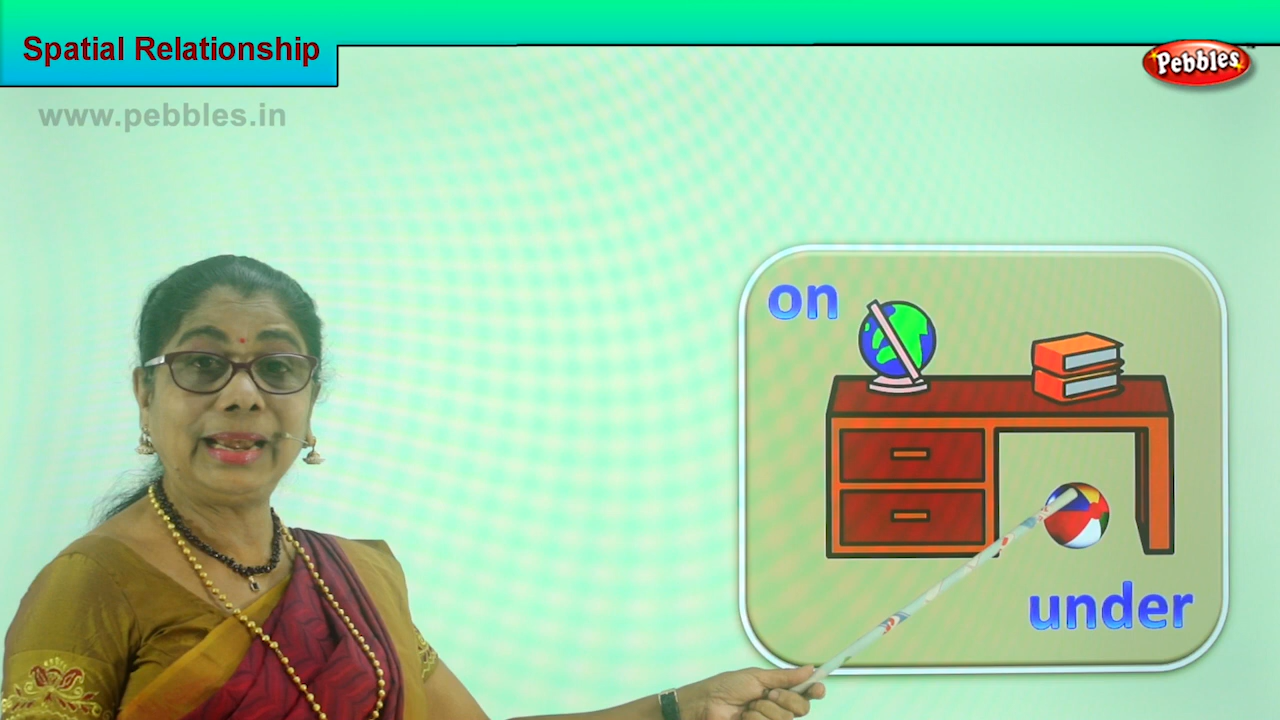 Spatial Relationship
Pebbles
www.pebbles.in
on
under